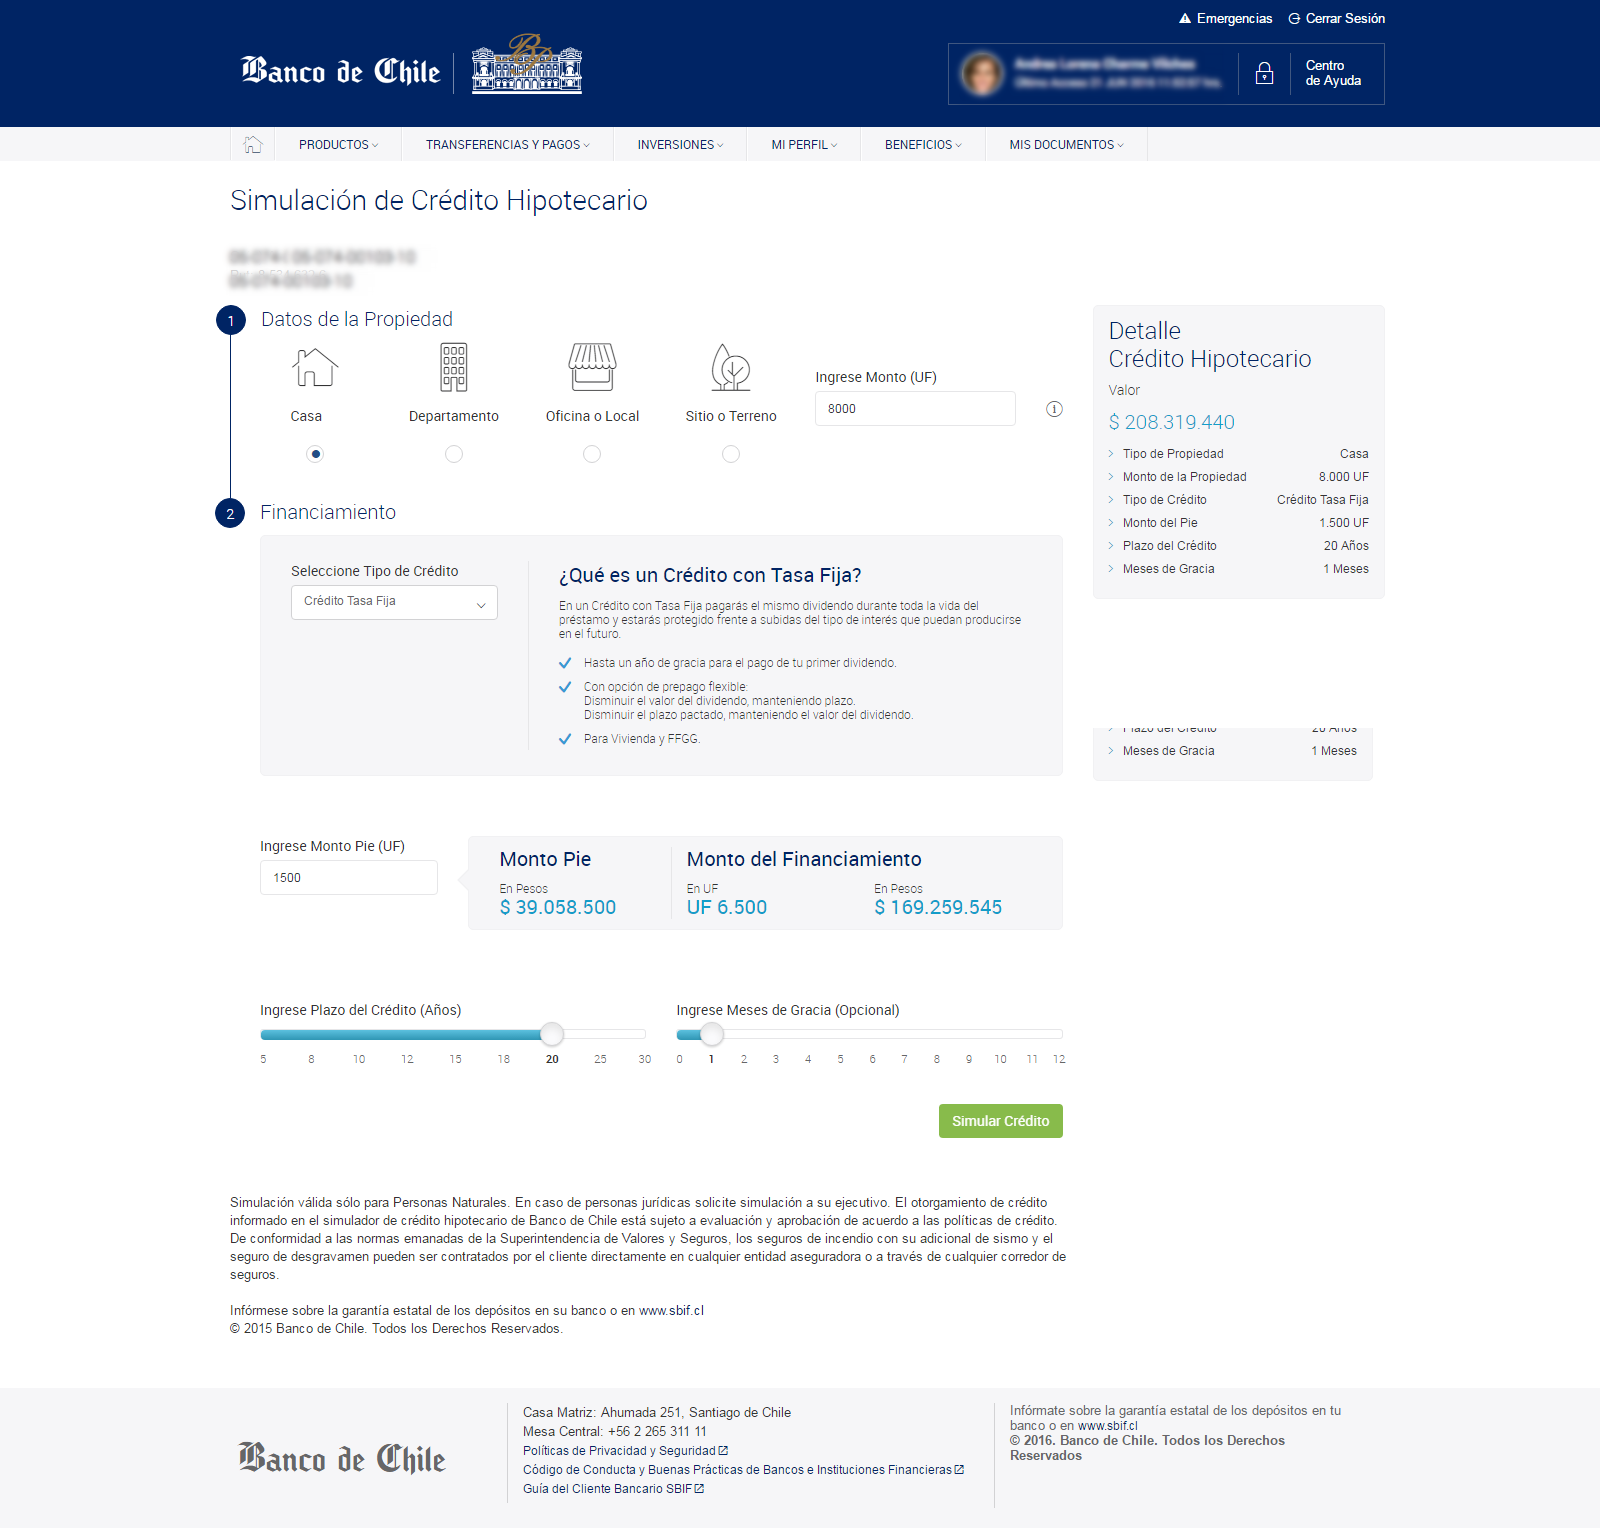 Emergencias
Cerrar Sesión
Banco de Chile
Centro
de Ayuda
PRODUCTOS
TRANSFERENCIAS Y PAGOS
INVERSIONES
MI PERFIL
BENEFICIOS
MIS DOCUMENTOS
Simulación de Crédito Hipotecario
1
Datos de la Propiedad
Casa
Departamento
Oficina o Local
Sitio o Terreno
Ingrese Monto (UF)
8000
2
Financiamiento
Seleccione Tipo de Crédito
Crédito Tasa Fija
¿Qué es un Crédito con Tasa Fija?
En un Crédito con Tasa Fija pagarás el mismo dividendo durante toda la vida del
préstamo y estarás protegido frente a subidas del tipo de interés que puedan producirse
en el futuro.
Hasta un año de gracia para el pago de tu primer dividendo.
Con opción de prepago flexible:
Disminuir el valor del dividendo, manteniendo plazo.
Disminuir el plazo pactado, manteniendo el valor del dividendo.
Para Vivienda y FFGG.
Detalle
Crédito Hipotecario
Valor
$ 208.319.440
Tipo de Propiedad Casa
Monto de la Propiedad 8.000 UF
Tipo de Crédito Crédito Tasa Fija
Monto del Pie 1.500 UF
Plazo del Crédito 20 Años
Meses de Gracia 1 Meses
Plazo del Crédito 20 Años
Meses de Gracia 1 Meses
Ingrese Monto Pie (UF)
1500
Monto Pie
En Pesos
$ 39.058.500
Monto del Financiamiento
En UF
UF 6.500
En Pesos
$ 169.259.545
Ingrese Plazo del Crédito (Años)
5 8 10 12 15 18 20 25 30
Ingrese Meses de Gracia (Opcional)
0 1 2 3 4 5 6 7 8 9 10 11 12
Simular Crédito
Simulación válida sólo para Personas Naturales. En caso de personas jurídicas solicite simulación a su ejecutivo. El otorgamiento de crédito
informado en el simulador de crédito hipotecario de Banco de Chile está sujeto a evaluación y aprobación de acuerdo a las políticas de crédito.
De conformidad a las normas emanadas de la Superintendencia de Valores y Seguros, los seguros de incendio con su adicional de sismo y el
seguro de desgravamen pueden ser contratados por el cliente directamente en cualquier entidad aseguradora o a través de cualquier corredor de
seguros.
Infórmese sobre la garantía estatal de los depósitos en su banco o en www.sbif.cl
© 2015 Banco de Chile. Todos los Derechos Reservados.
Banco de Chile
Casa Matriz: Ahumada 251, Santiago de Chile
Mesa Central: +56 2 265 311 11
Políticas de Privacidad y Seguridad
Código de Conducta y Buenas Prácticas de Bancos e Instituciones Financieras
Guía del Cliente Bancario SBIF
Infórmate sobre la garantía estatal de los depósitos en tu
banco o en www.sbif.cl
© 2016. Banco de Chile. Todos los Derechos
Reservados